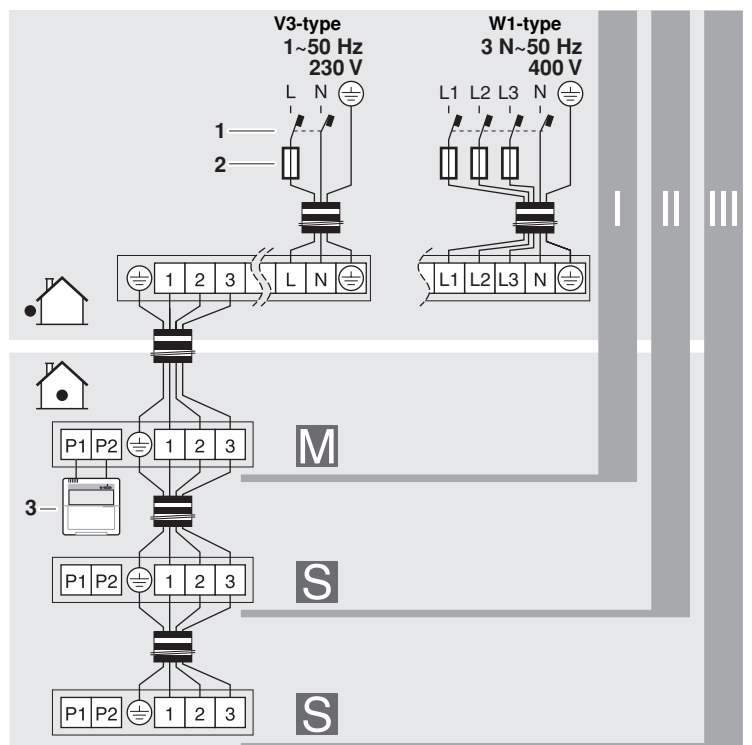 V3-type
1~50 Hz
230 V
W1-type
3 N~50 Hz
400 V
L N
L1 L2 L3 N
1
2
I II III
1 2 3 L N
L1 L2 L3 N
P1 P2 1 2 3
M
3
P1 P2 1 2 3
S
P1 P2 1 2 3
S